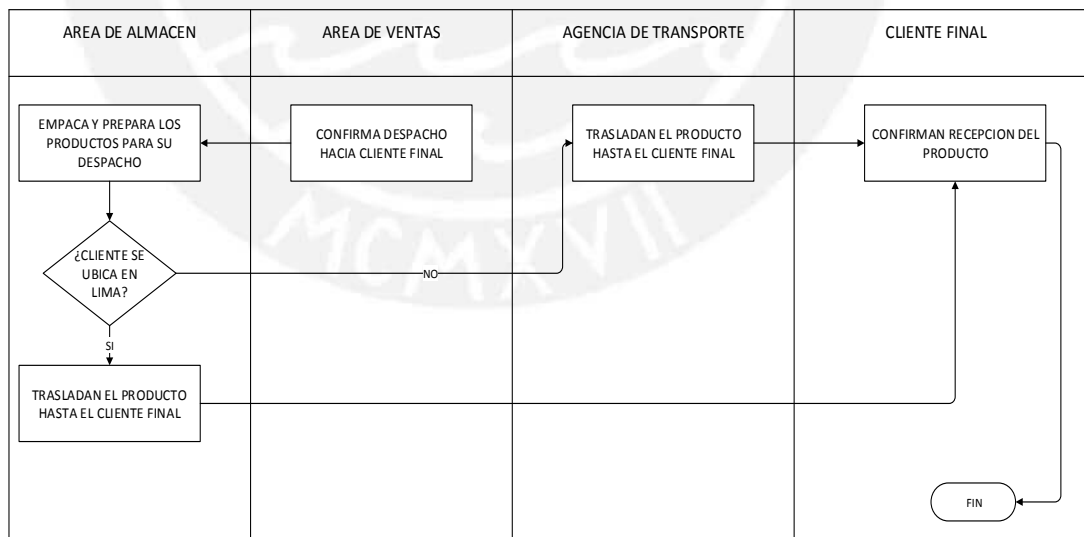 AREA DE ALMACEN
AREA DE VENTAS
AGENCIA DE TRANSPORTE
CLIENTE FINAL
EMPACA Y PREPARA LOS
PRODUCTOS PARA SU
DESPACHO
CONFIRMA DESPACHO
HACIA CLIENTE FINAL
TRASLADAN EL PRODUCTO
HASTA EL CLIENTE FINAL
CONFIRMAN RECEPCION DEL
PRODUCTO
¿CLIENTE SE
UBICA EN
LIMA?
NO
SI
TRASLADAN EL PRODUCTO
HASTA EL CLIENTE FINAL
FIN
MCMXVII